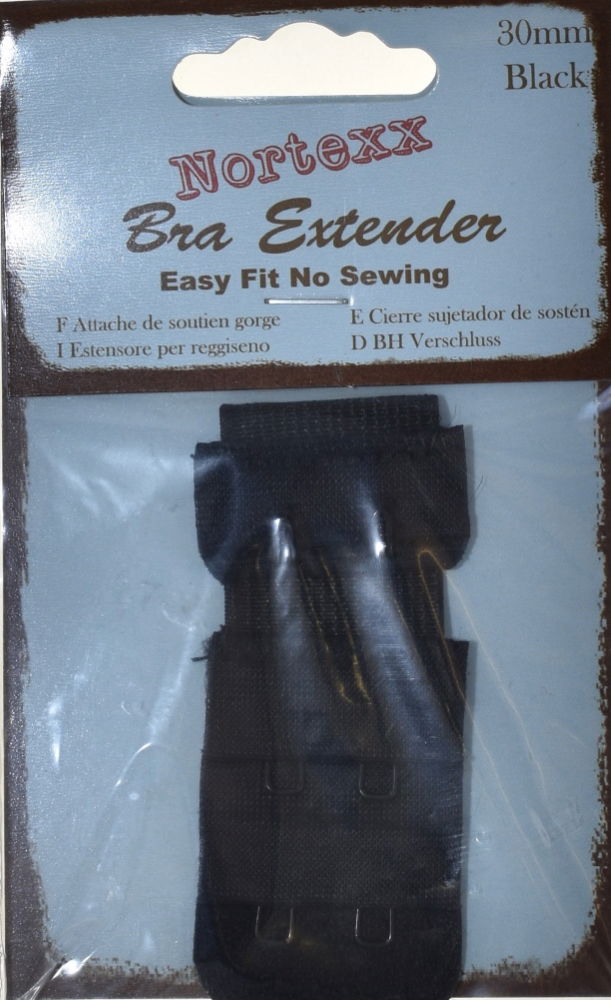 30mm
Black
Nortexx
Bra Extender
Easy Fit No Sewing
F Attache de soutien gorge
E Cierre sujetador de sostén
I Estensore per reggiseno
D BH Verschluss